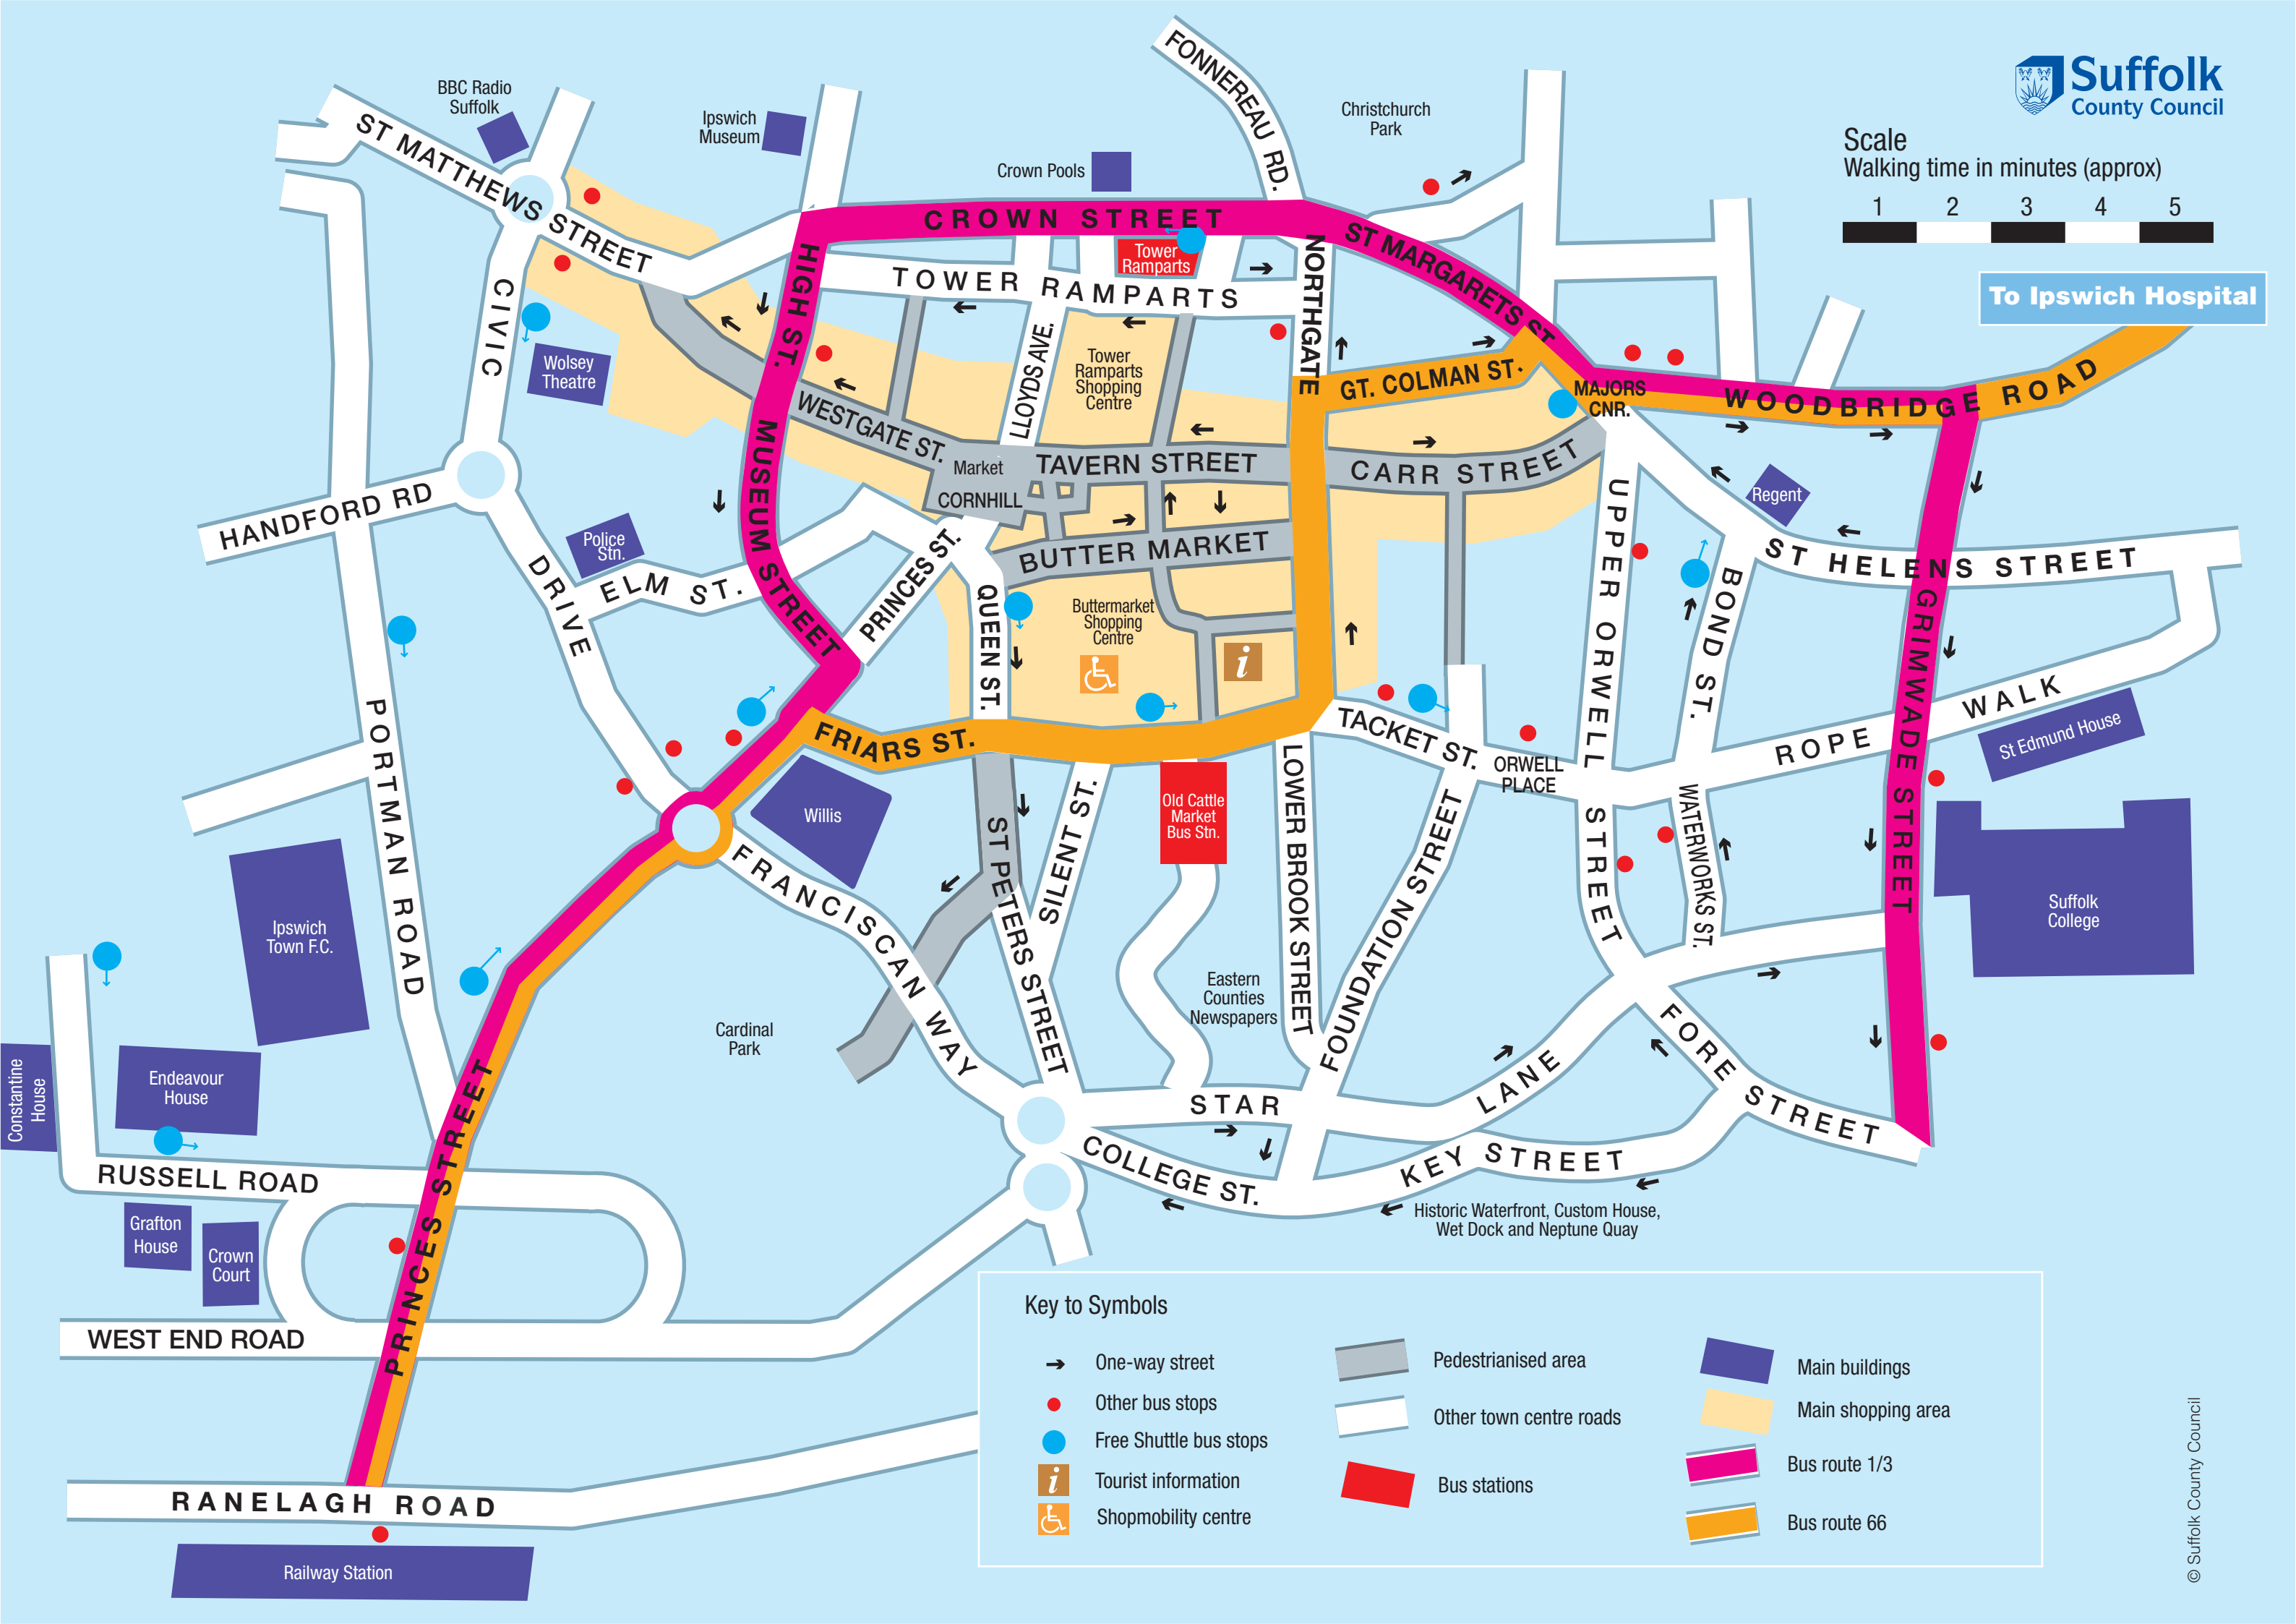 Suffolk
County Council
Scale
Walking time in minutes (approx)
1 2 3 4 5
To Ipswich Hospital
FONNEREAU RD.
Christchurch
Park
BBC Radio
Suffolk
Ipswich
Museum
Crown Pools
ST MATTHEWS STREET
CROWN STREET
ST MARGARETS ST.
Tower
Ramparts
TOWER RAMPARTS
HIGH ST.
NORTHGATE
CIVIC
DRIVE
Wolsey
Theatre
LLOYDS AVE.
Tower
Ramparts
Shopping
Centre
GT. COLMAN ST.
MAJORS
CNR.
WOODBRIDGE ROAD
WESTGATE ST.
Market
CORNHILL
TAVERN STREET
CARR STREET
MUSEUM STREET
Regent
HANDFORD RD
Police
Stn.
ELM ST.
PRINCES ST.
BUTTER MARKET
UPPER ORWELL STREET
BOND ST.
ST HELENS STREET
QUEEN ST.
Buttermarket
Shopping
Centre
i
GRIMWADE STREET
ROPE WALK
St Edmund House
PORTMAN ROAD
FRIARS ST.
TACKET ST.
ORWELL
PLACE
Willis
Old Cattle
Market
Bus Stn.
LOWER BROOK STREET
FOUNDATION STREET
WATERWORKS ST.
ST PETERS STREET
SILENT ST.
FRANCISCAN WAY
Suffolk
College
Ipswich
Town F.C.
Eastern
Counties
Newspapers
Cardinal
Park
FORE STREET
Constantine
House
Endeavour
House
STAR LANE
COLLEGE ST.
KEY STREET
RUSSELL ROAD
PRINCES STREET
Historic Waterfront, Custom House,
Wet Dock and Neptune Quay
Grafton
House
Crown
Court
WEST END ROAD
RANELAGH ROAD
Railway Station
Key to Symbols
One-way street
Other bus stops
Free Shuttle bus stops
i Tourist information
Shopmobility centre
Pedestrianised area
Other town centre roads
Bus stations
Main buildings
Main shopping area
Bus route 1/3
Bus route 66
© Suffolk County Council